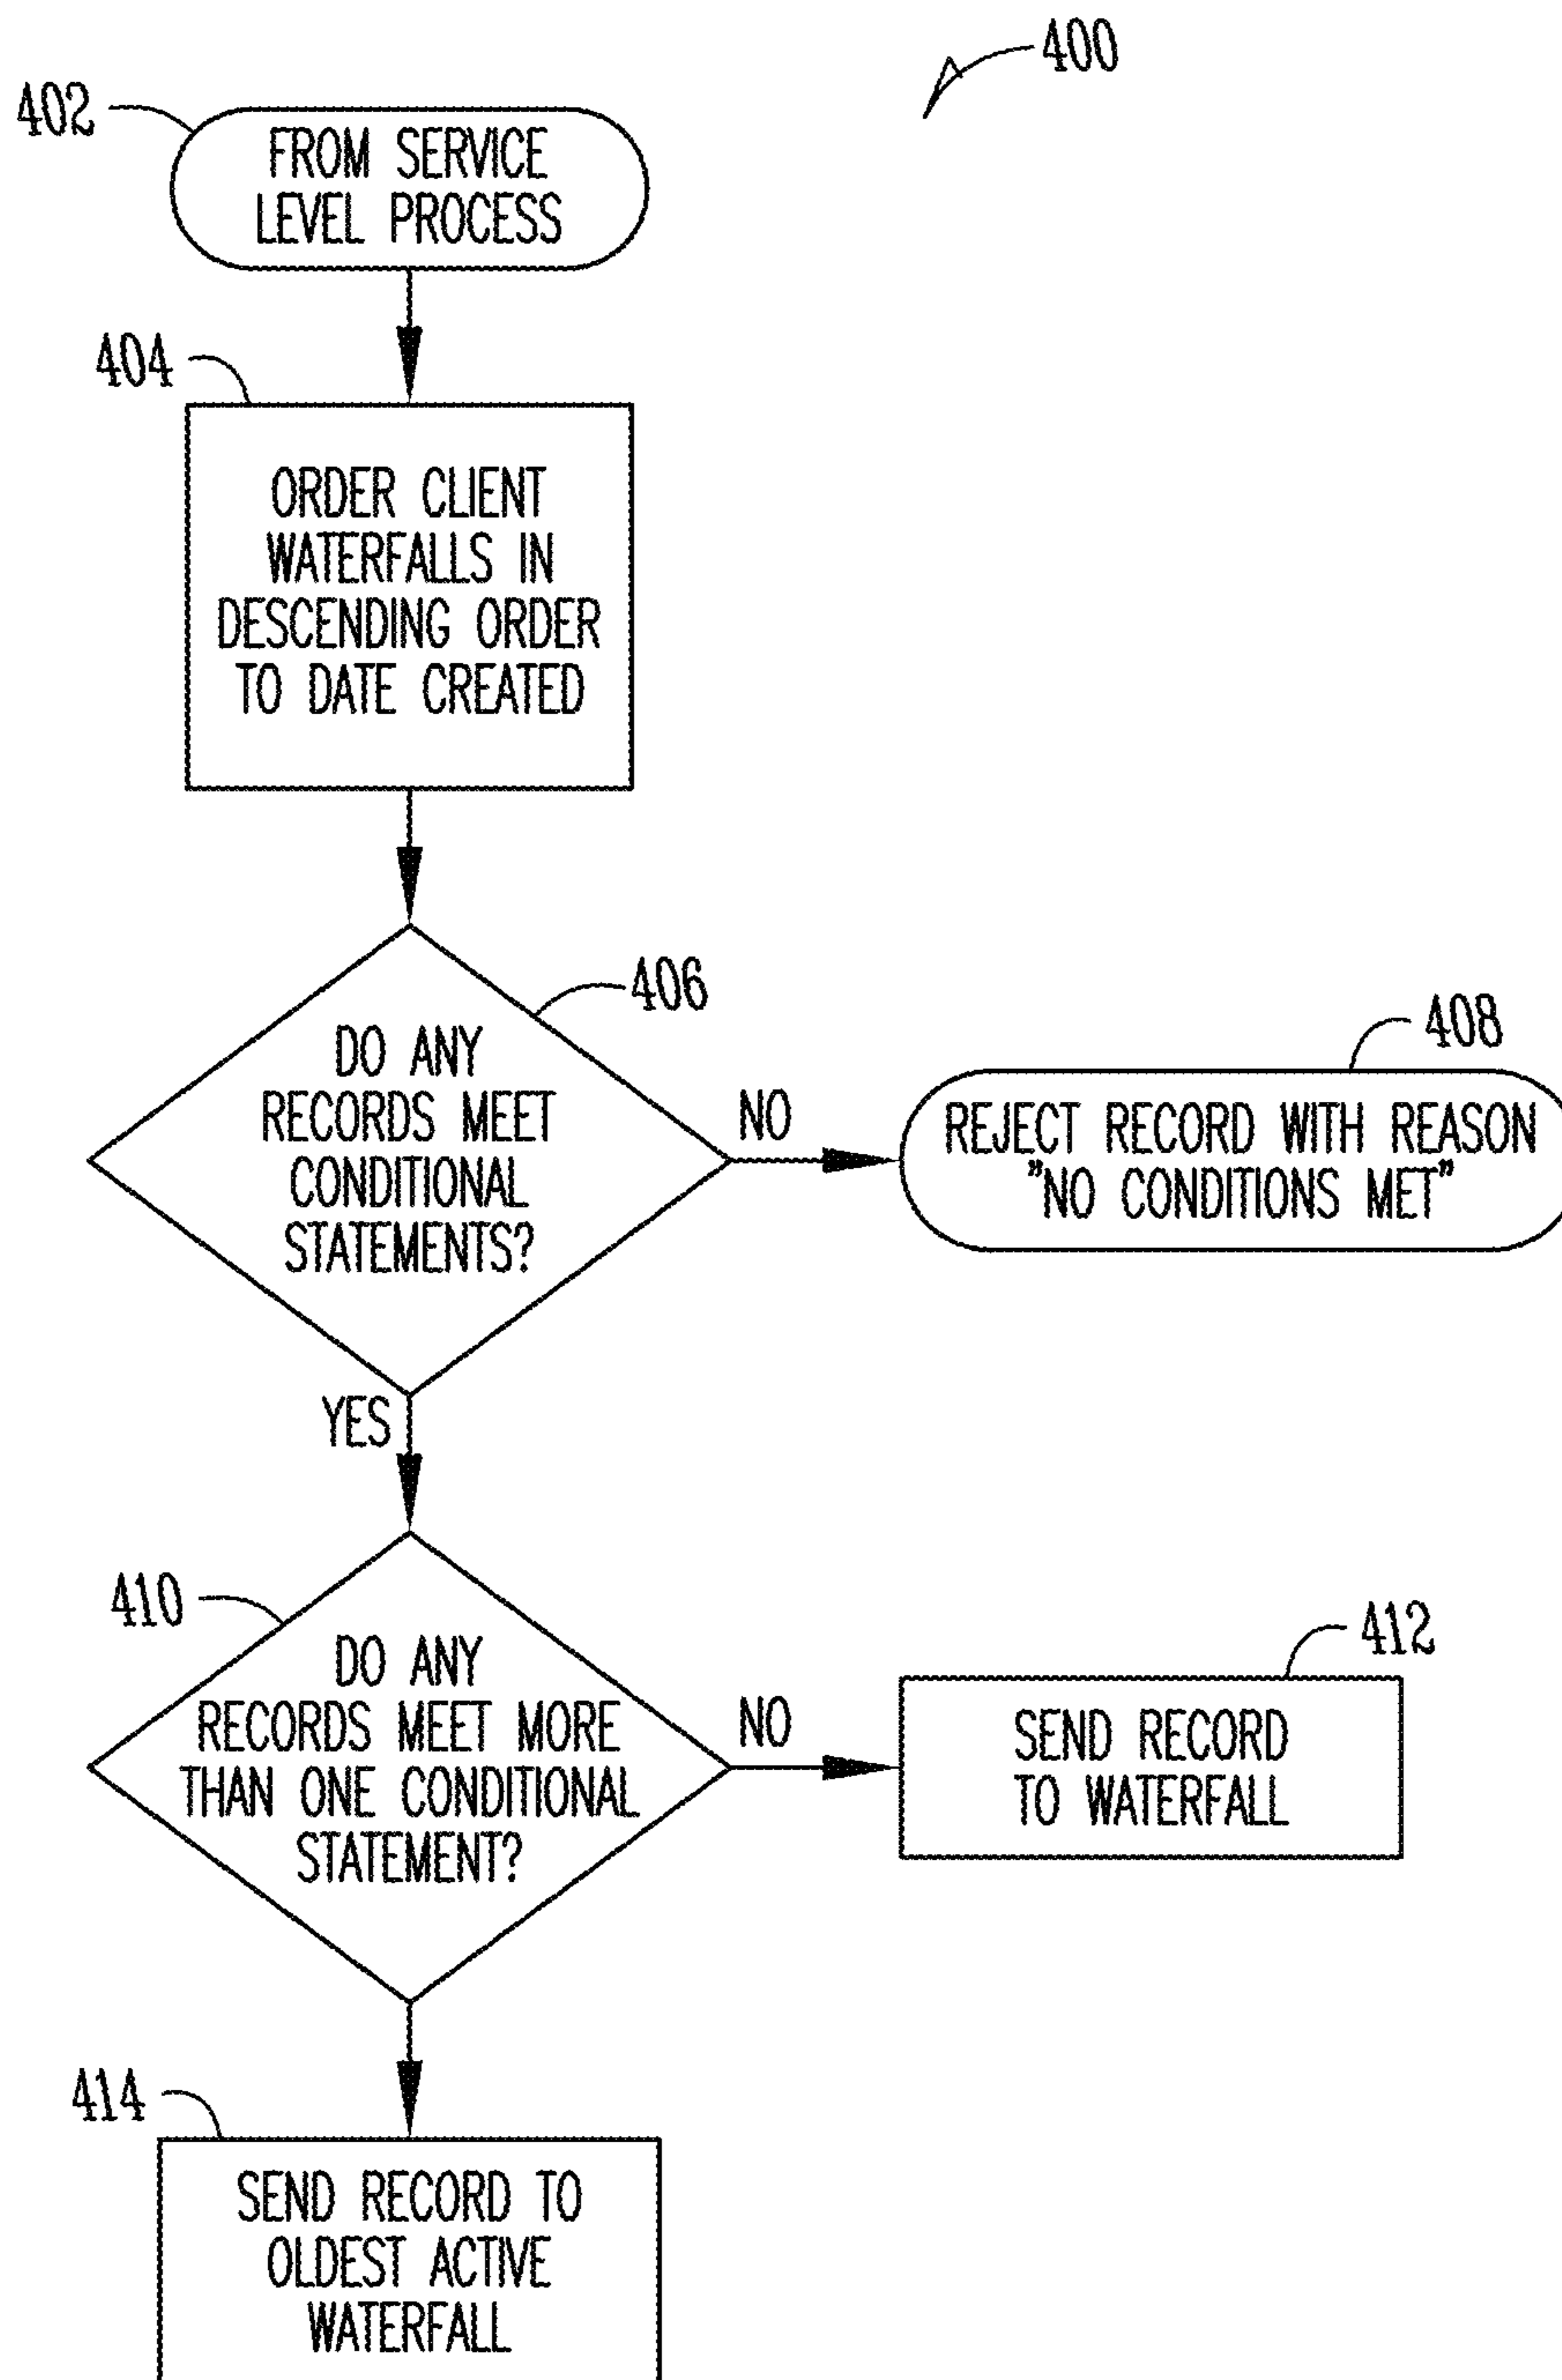 400
402
FROM SERVICE
LEVEL PROCESS
404
ORDER CLIENT
WATERFALLS IN
DESCENDING ORDER
TO DATE CREATED
406
DO ANY
RECORDS MEET
CONDITIONAL
STATEMENTS?
NO
408
REJECT RECORD WITH REASON
"NO CONDITIONS MET"
YES
410
DO ANY
RECORDS MEET MORE
THAN ONE CONDITIONAL
STATEMENT?
NO
412
SEND RECORD
TO WATERFALL
414
SEND RECORD TO
OLDEST ACTIVE
WATERFALL